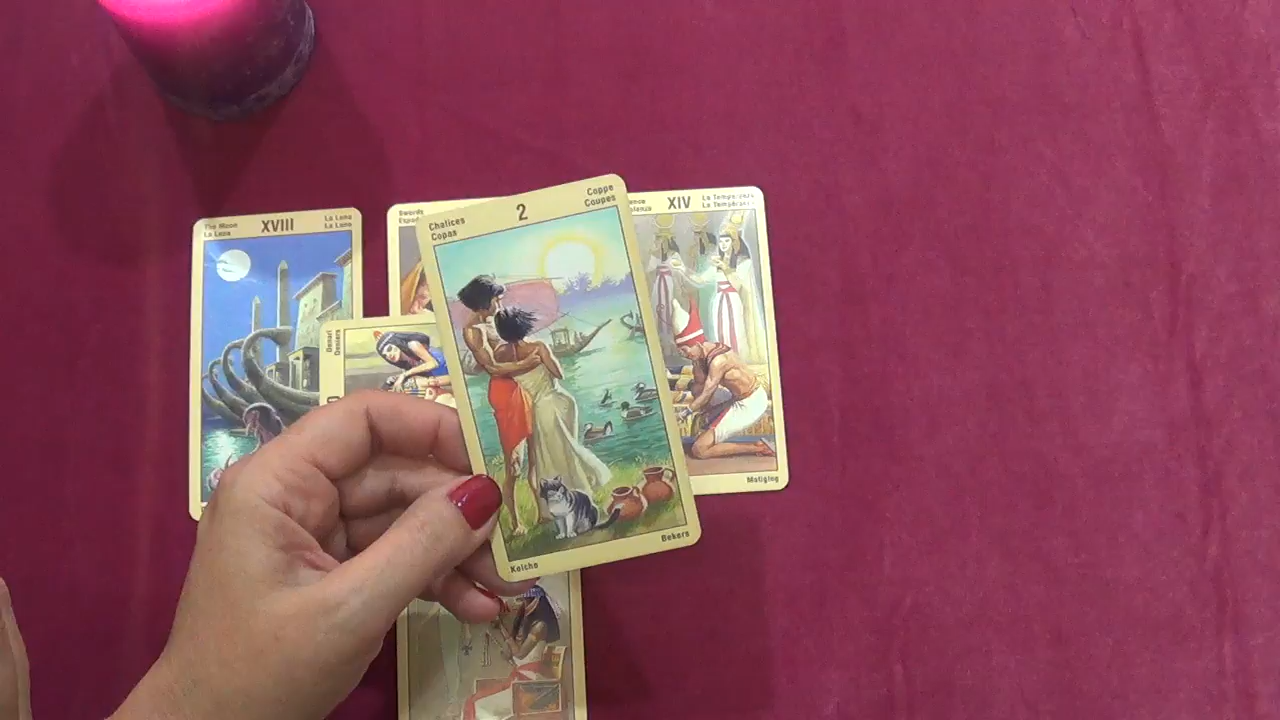 The Moon
La Luna
XVIII
La Luna
La Lune
Swords
Chalices
Copas
2
Coppe
Coupes
XIV
La Temperanza
La Tempérance
Denari
Deniers
Kelche
Bekers
Matiging